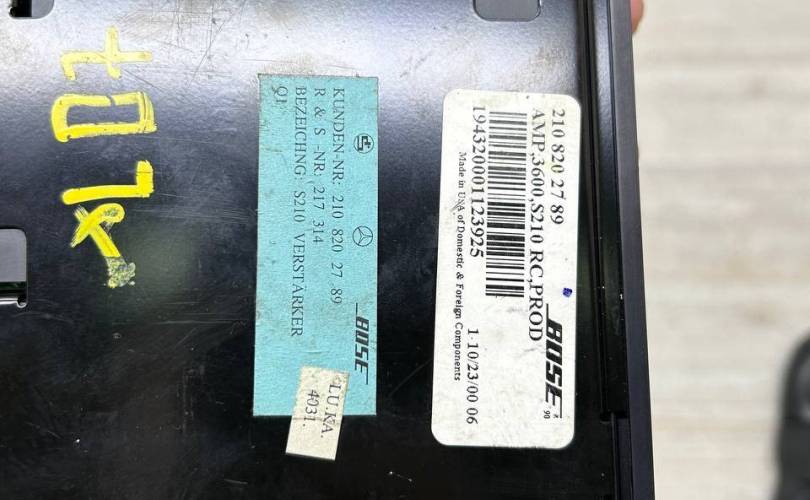 210 820 27 89
AMP,3600,S210 RC,PROD
194320001123925
Made in USA of Domestic & Foreign Components
1 10/23/00 06
BOSE
90
BOSE
KUNDEN-NR: 210 820 27 89
R & S -NR: 217 314
BEZEICHNG: S210 VERSTÄRKER
LU.KA.
4031.